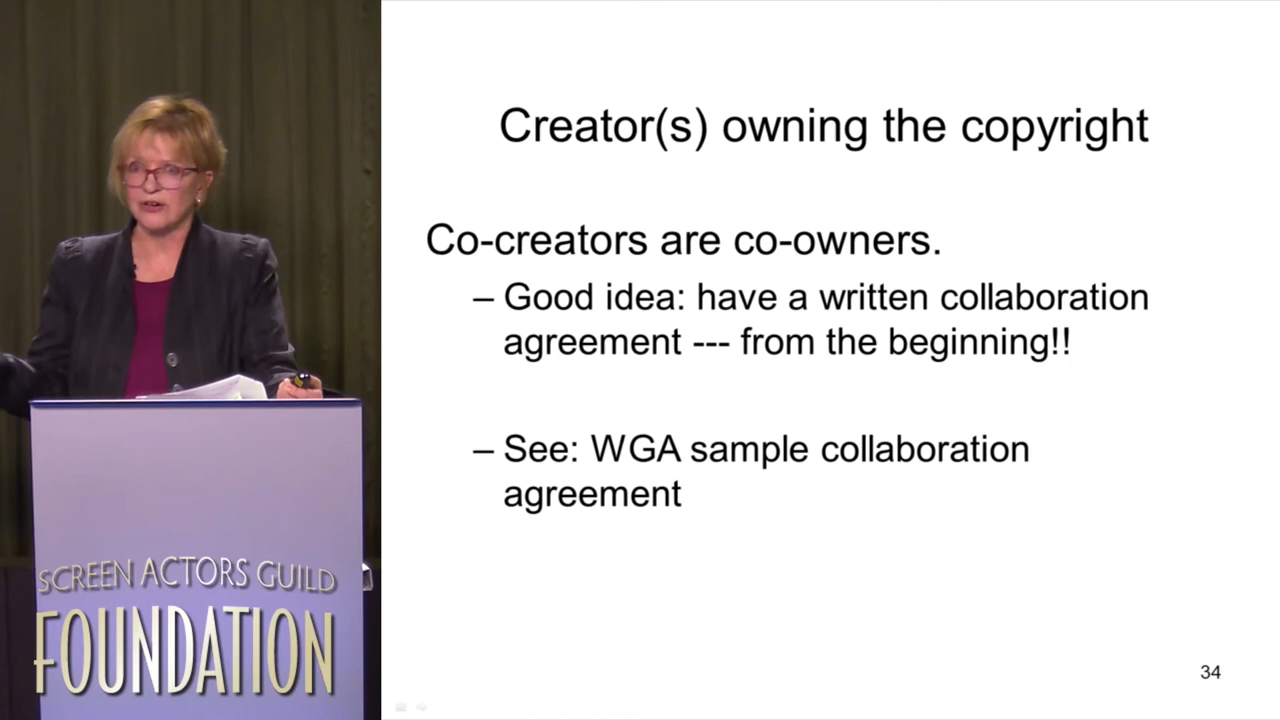 Creator(s) owning the copyright
Co-creators are co-owners.
– Good idea: have a written collaboration
agreement --- from the beginning!!
– See: WGA sample collaboration
agreement
34
SCREEN ACTORS GUILD
FOUNDATION